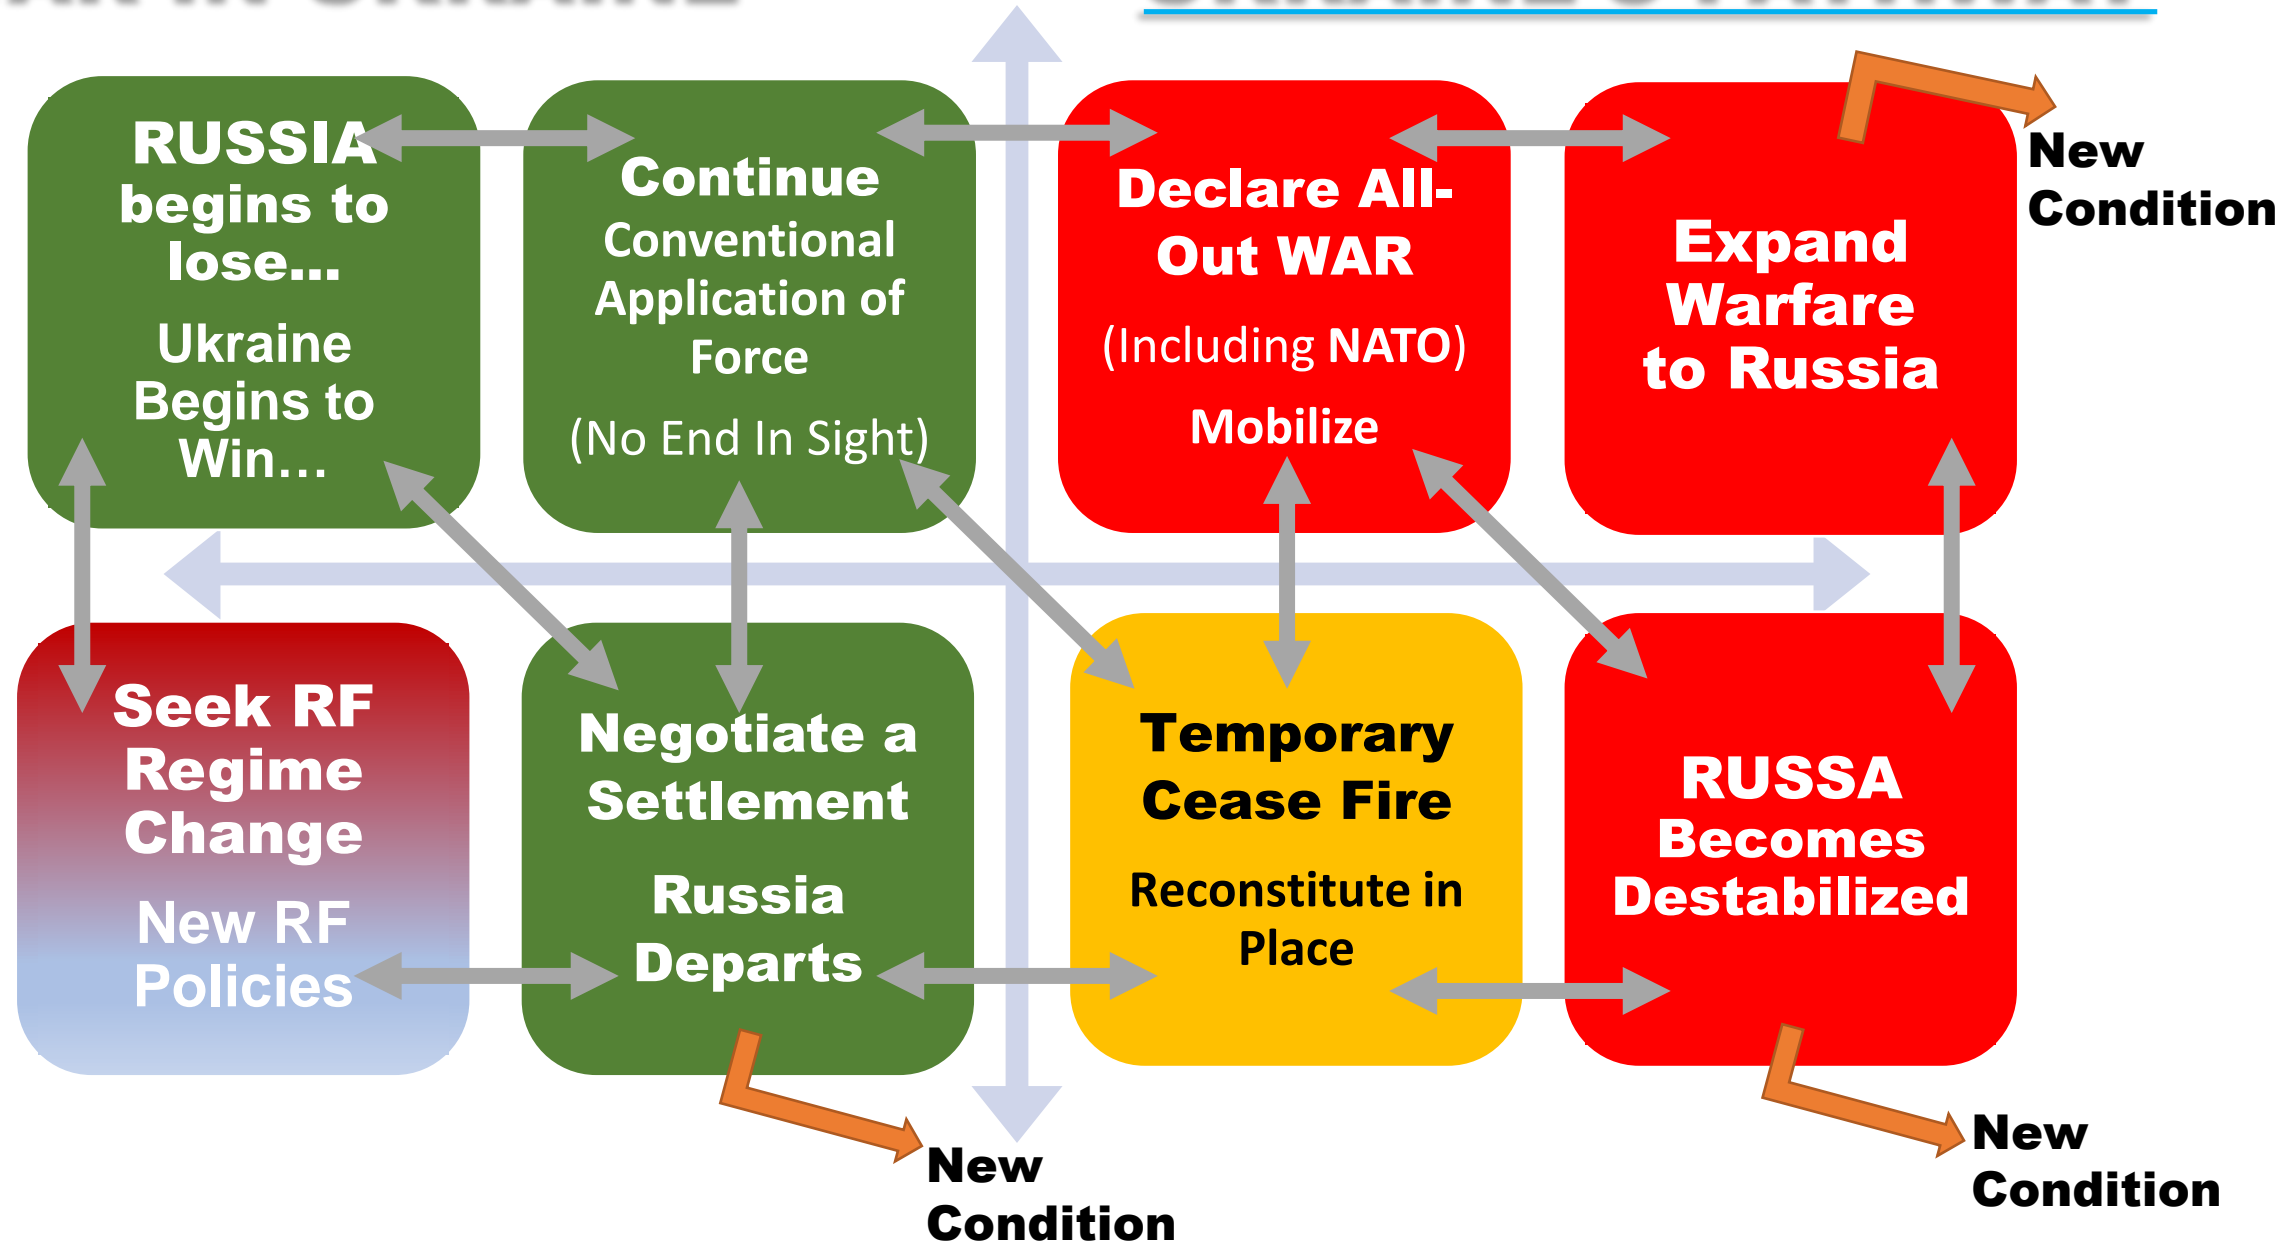 RUSSIA
begins to
lose...
Ukraine
Begins to
Win...
Continue
Conventional
Application of
Force
(No End In Sight)
Declare All-
Out WAR
(Including NATO)
Mobilize
Expand
Warfare
to Russia
New
Condition
Seek RF
Regime
Change
New RF
Policies
Negotiate a
Settlement
Russia
Departs
Temporary
Cease Fire
Reconstitute in
Place
RUSSA
Becomes
Destabilized
New
Condition
New
Condition